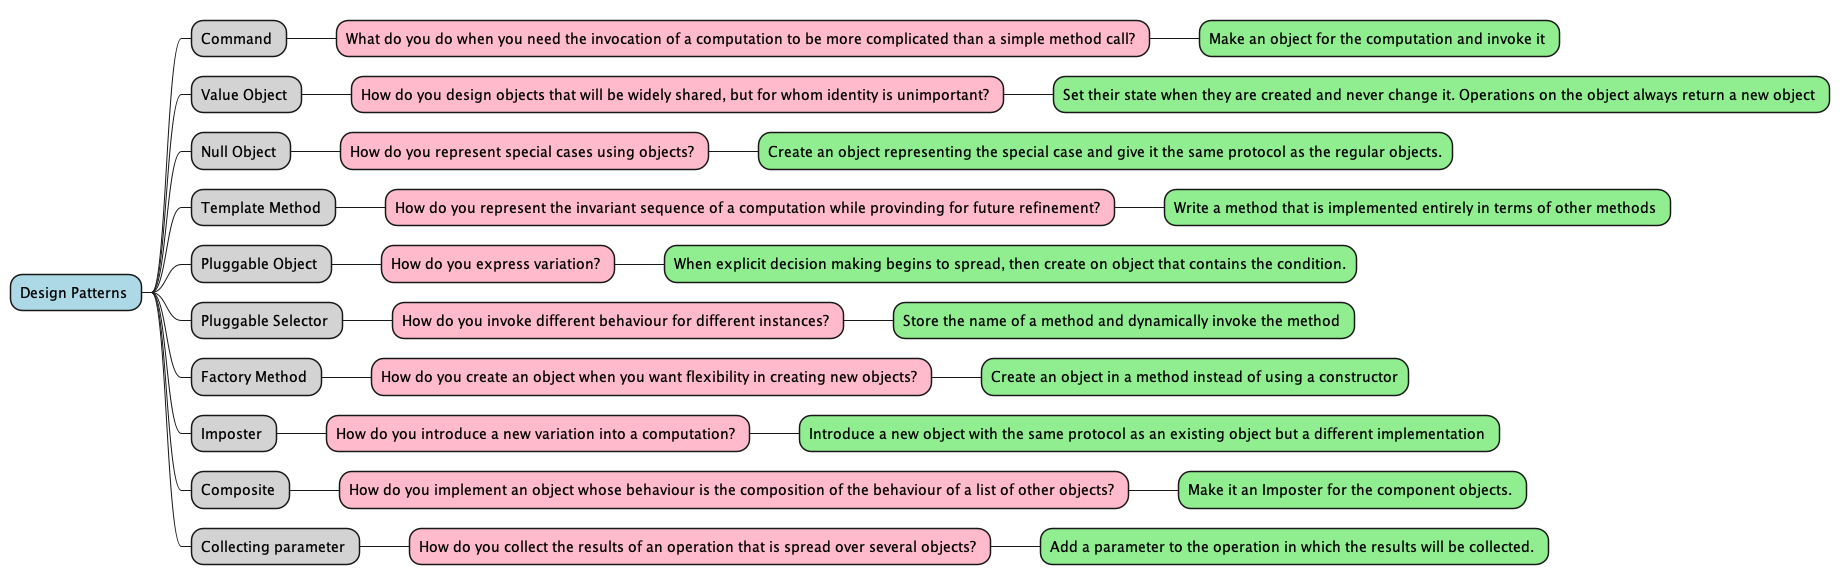 Command
What do you do when you need the invocation of a computation to be more complicated than a simple method call?
Make an object for the computation and invoke it
Value Object
How do you design objects that will be widely shared, but for whom identity is unimportant?
Set their state when they are created and never change it. Operations on the object always return a new object
Null Object
How do you represent special cases using objects?
Create an object representing the special case and give it the same protocol as the regular objects.
Template Method
How do you represent the invariant sequence of a computation while provinding for future refinement?
Write a method that is implemented entirely in terms of other methods
Pluggable Object
How do you express variation?
When explicit decision making begins to spread, then create on object that contains the condition.
Design Patterns
Pluggable Selector
How do you invoke different behaviour for different instances?
Store the name of a method and dynamically invoke the method
Factory Method
How do you create an object when you want flexibility in creating new objects?
Create an object in a method instead of using a constructor
Imposter
How do you introduce a new variation into a computation?
Introduce a new object with the same protocol as an existing object but a different implementation
Composite
How do you implement an object whose behaviour is the composition of the behaviour of a list of other objects?
Make it an Imposter for the component objects.
Collecting parameter
How do you collect the results of an operation that is spread over several objects?
Add a parameter to the operation in which the results will be collected.